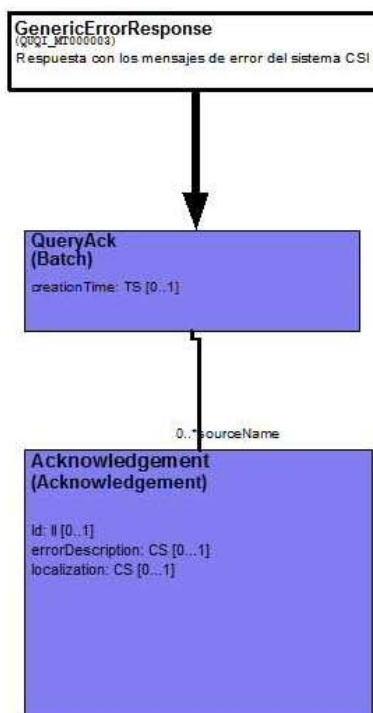 GenericErrorResponse
(QUQI_MT000003)
Respuesta con los mensajes de error del sistema CSI
QueryAck
(Batch)
creationTime: TS [0..1]
0..*sourceName
Acknowledgement
(Acknowledgement)
id: II [0..1]
errorDescription: CS [0..1]
localization: CS [0..1]